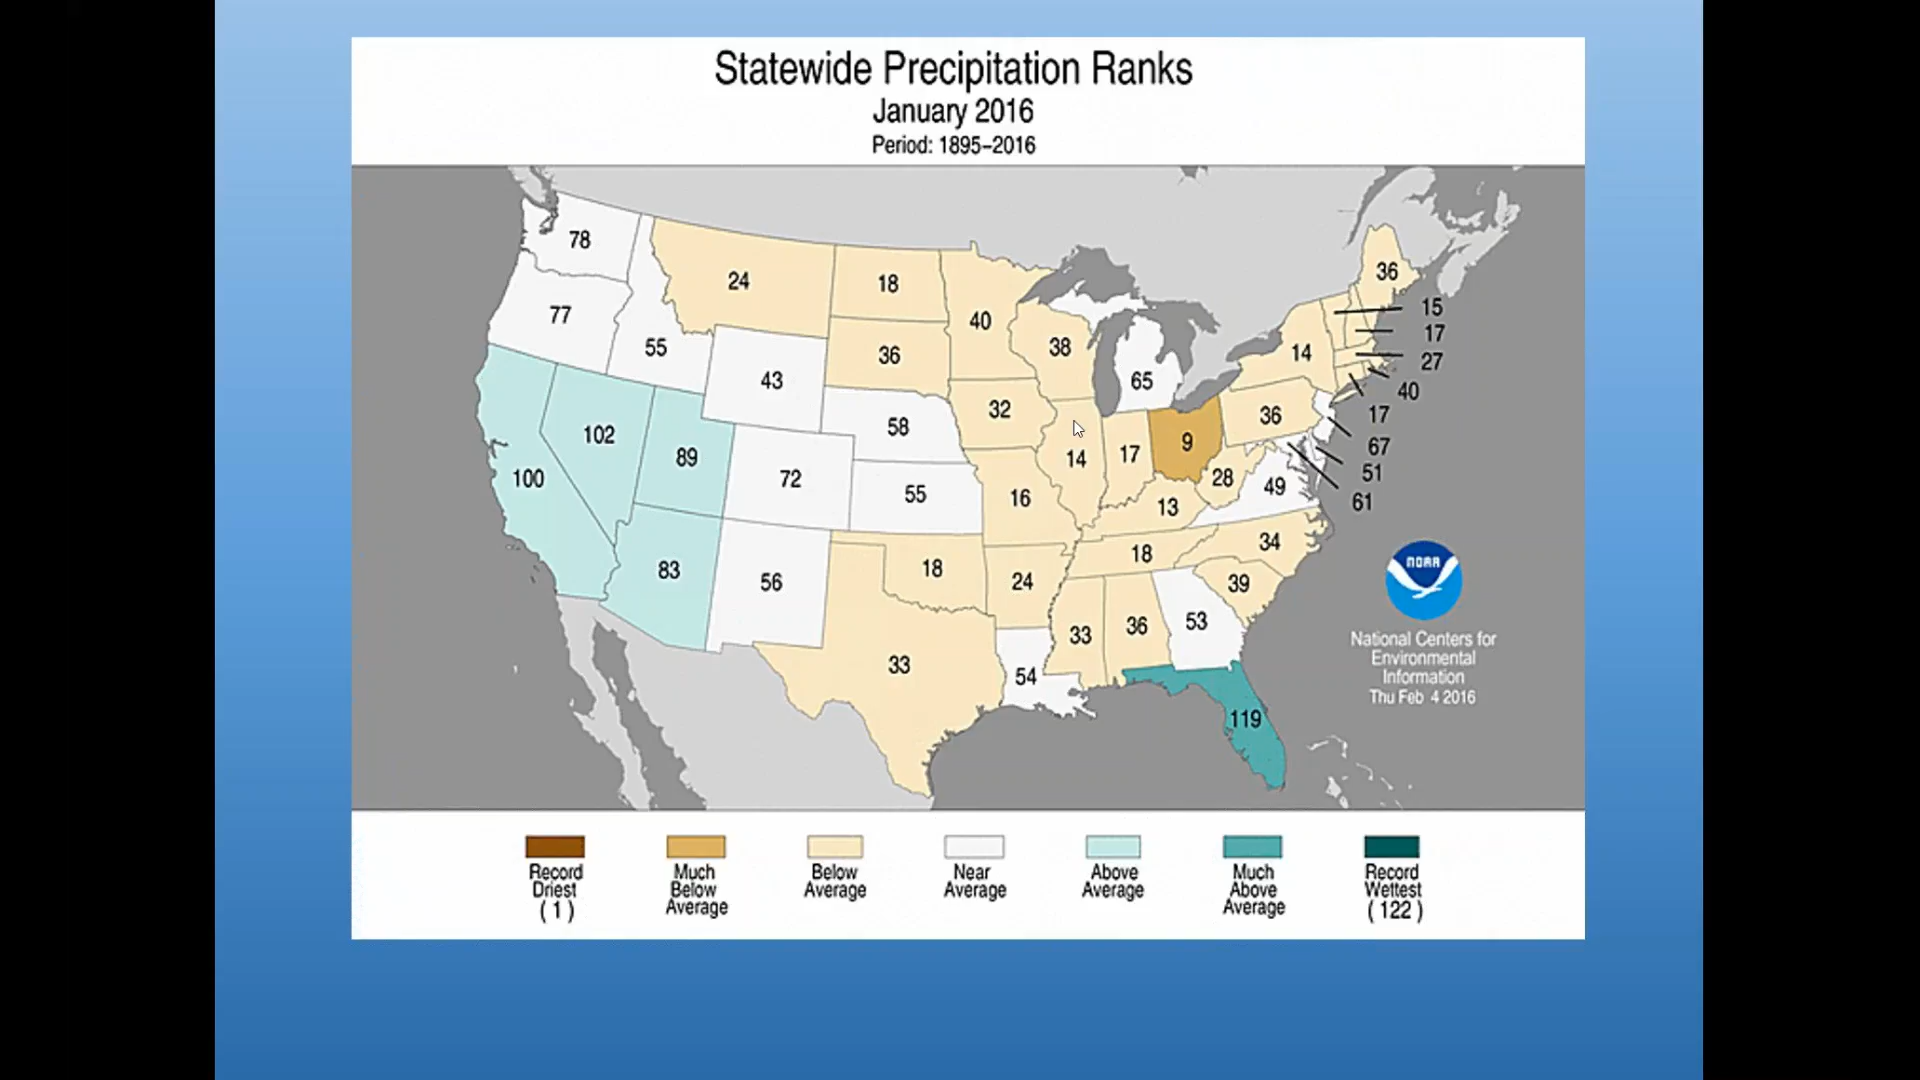 Statewide Precipitation Ranks
January 2016
Period: 1895–2016
78
24
18
40
36
15
77
17
55
36
38
14
27
43
65
40
32
36
17
102
58
9
67
100
89
72
14
17
28
49
51
55
16
13
61
83
56
18
24
18
34
NOAA
39
33
33
36
53
National Centers for
Environmental
Information
Thu Feb 4 2016
54
119
Record
Driest
( 1 )
Much
Below
Average
Below
Average
Near
Average
Above
Average
Much
Above
Average
Record
Wettest
( 122 )